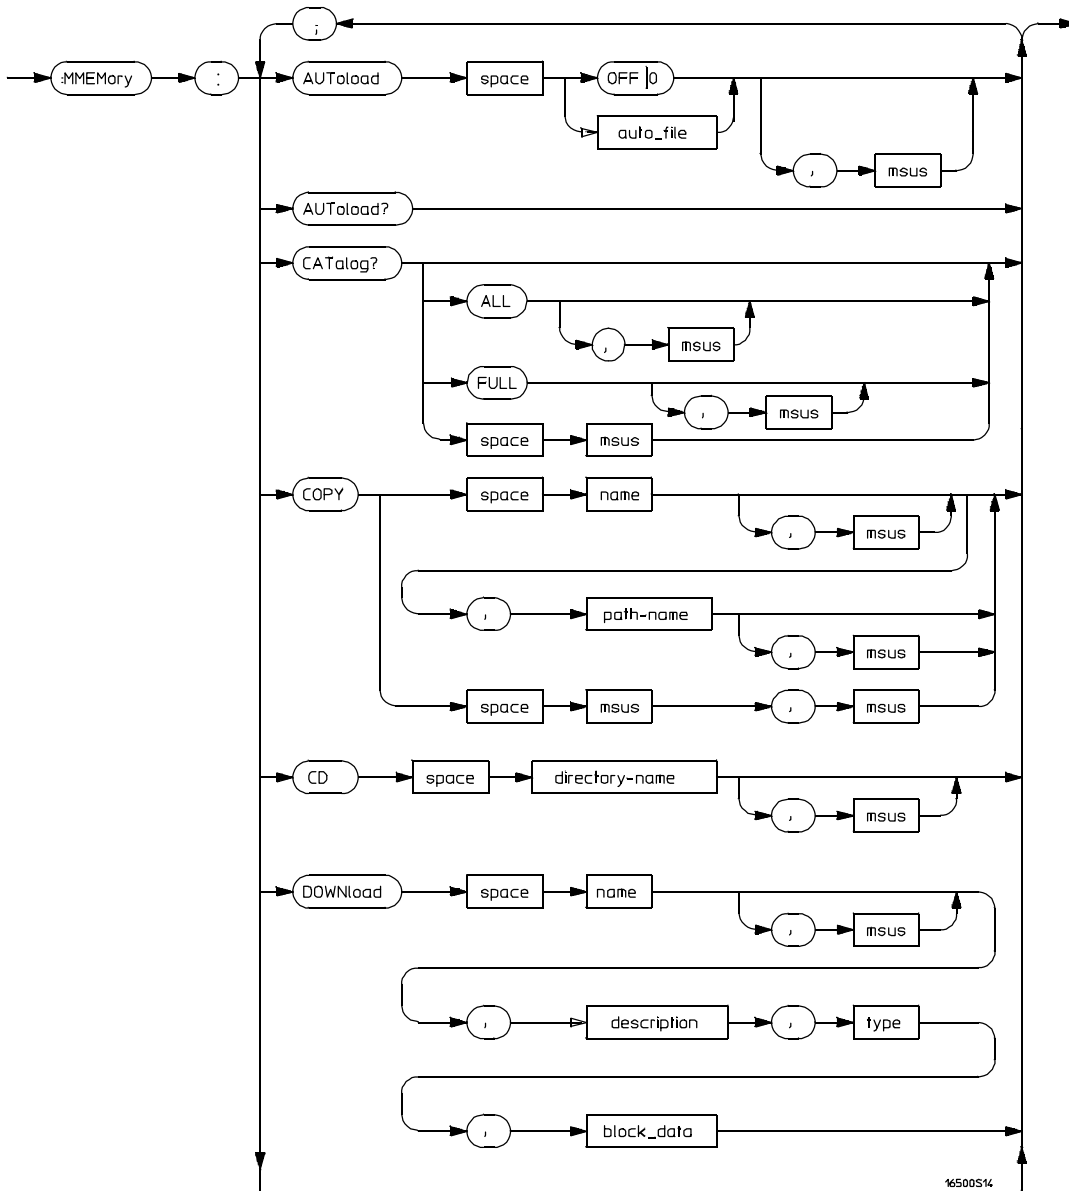 ;
:MMEMory : AUToload space OFF|0
auto_file
, msus
AUToload?
CATalog?
ALL
, msus
FULL
, msus
space msus
COPY space name
, msus
, path-name
, msus
space msus , msus
CD space directory-name
, msus
DOWNload space name
, msus
, description , type
, block_data
16500S14